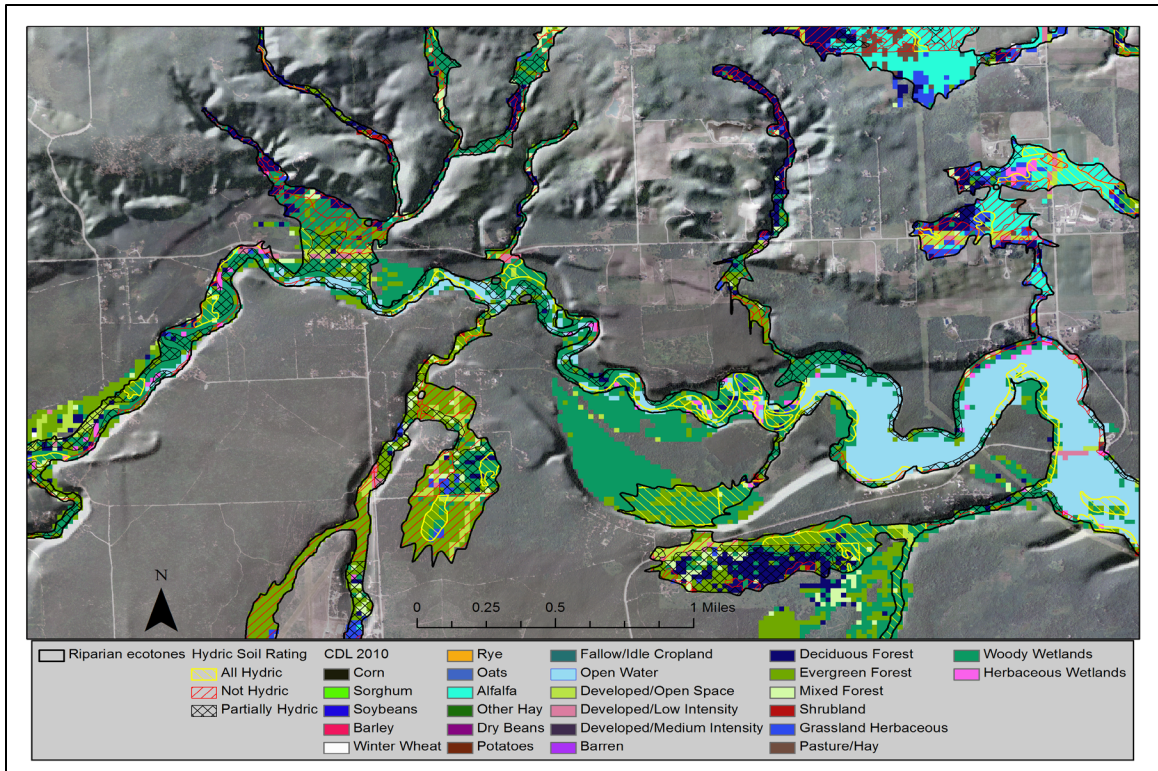 N
0 0.25 0.5 1 Miles
Riparian ecotones
Hydric Soil Rating
All Hydric
Not Hydric
Partially Hydric
CDL 2010
Corn
Sorghum
Soybeans
Barley
Winter Wheat
Rye
Oats
Alfalfa
Other Hay
Dry Beans
Potatoes
Fallow/Idle Cropland
Open Water
Developed/Open Space
Developed/Low Intensity
Developed/Medium Intensity
Barren
Deciduous Forest
Evergreen Forest
Mixed Forest
Shrubland
Grassland Herbaceous
Pasture/Hay
Woody Wetlands
Herbaceous Wetlands